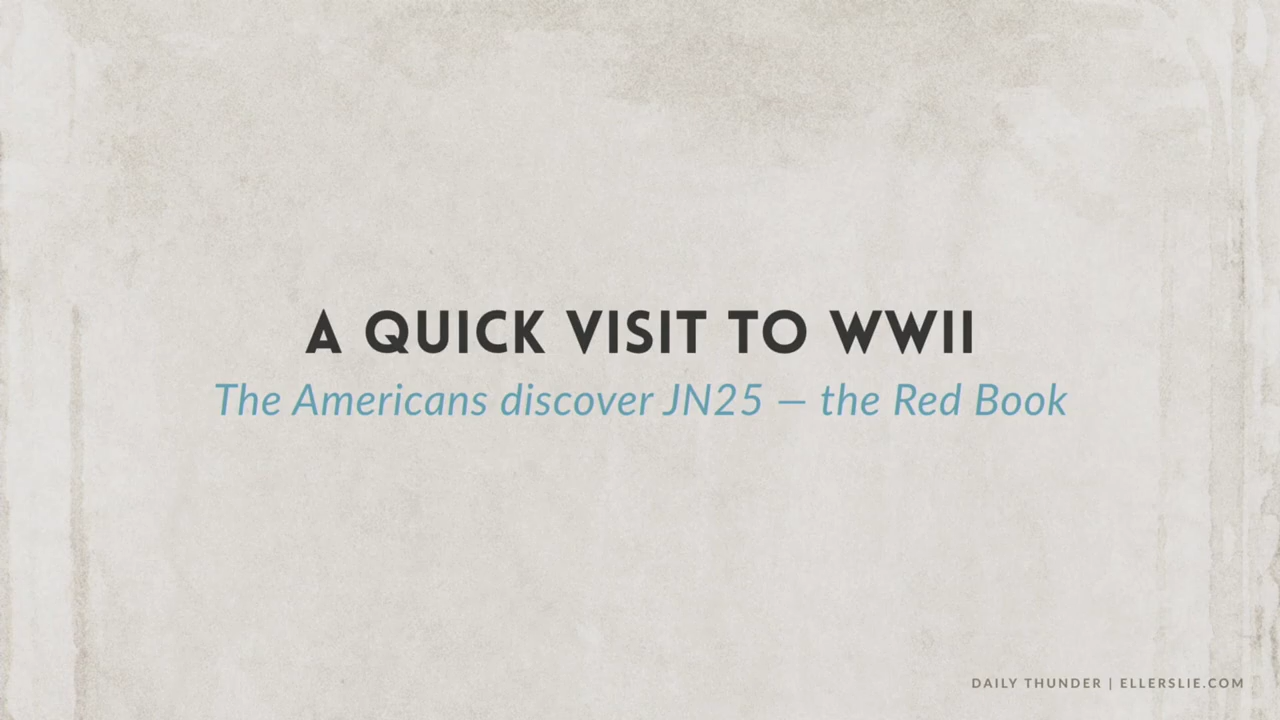 A QUICK VISIT TO WWII
The Americans discover JN25 — the Red Book
DAILY THUNDER | ELLERSLIE.COM